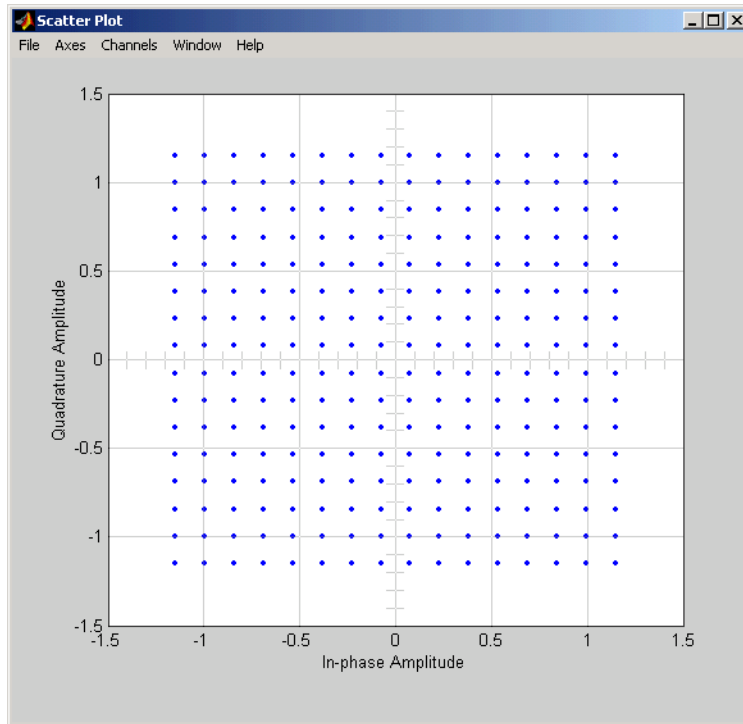 Scatter Plot
File Axes Channels Window Help
1.5
1
0.5
0
-0.5
-1
-1.5
Quadrature Amplitude
-1.5 -1 -0.5 0 0.5 1 1.5
In-phase Amplitude